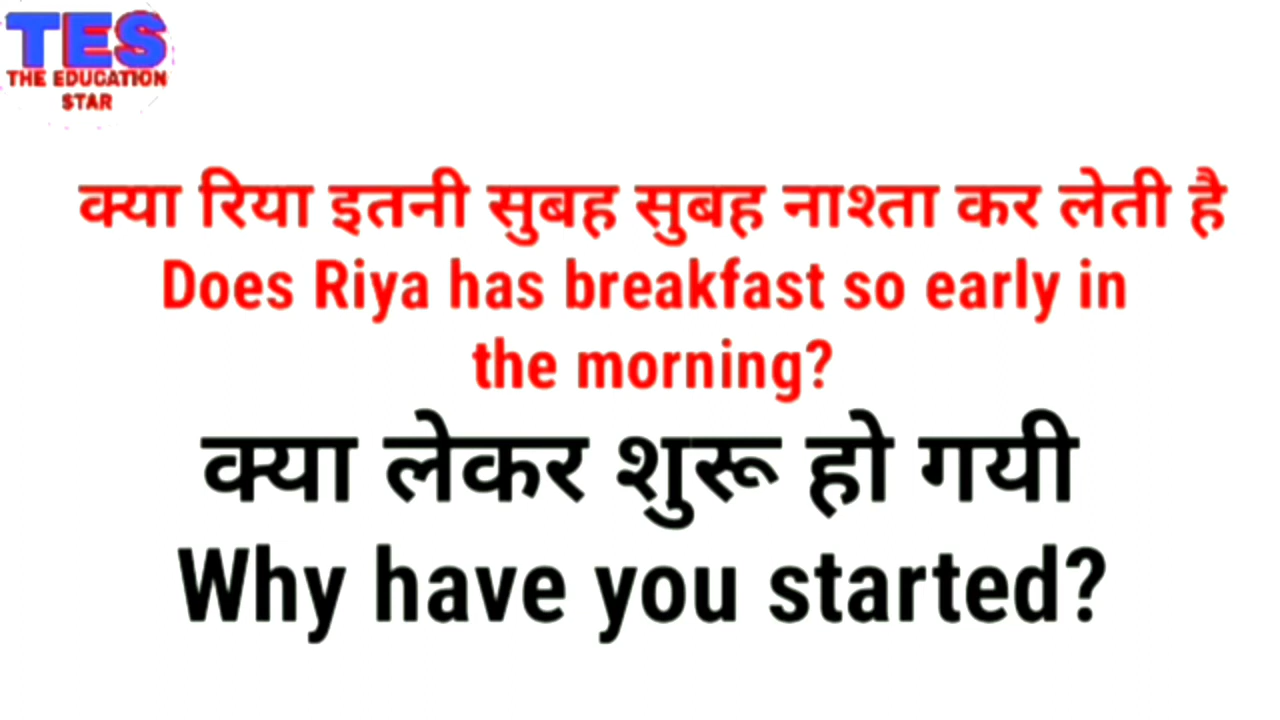 TES
THE EDUCATION
STAR
क्या रिया इतनी सुबह सुबह नाश्ता कर लेती है
Does Riya has breakfast so early in
the morning?
क्या लेकर शुरू हो गयी
Why have you started?